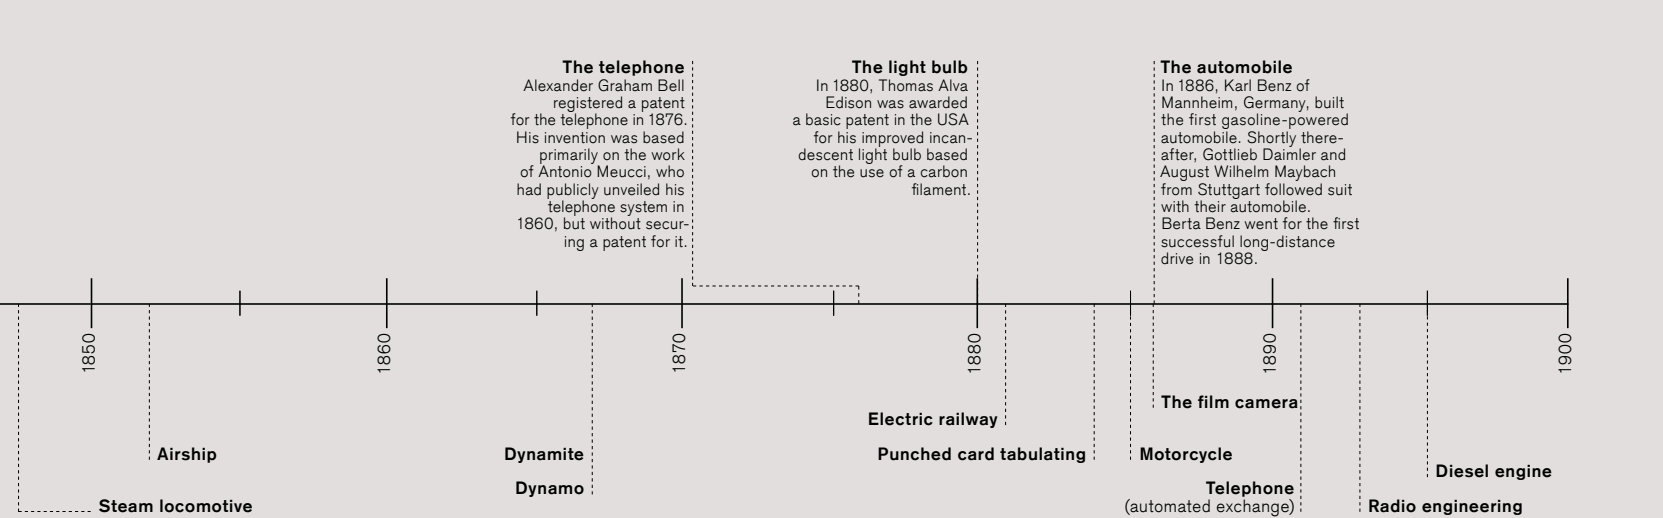 The telephone
Alexander Graham Bell
registered a patent
for the telephone in 1876.
His invention was based
primarily on the work
of Antonio Meucci, who
had publicly unveiled his
telephone system in
1860, but without secur-
ing a patent for it.
The light bulb
In 1880, Thomas Alva
Edison was awarded
a basic patent in the USA
for his improved incan-
descent light bulb based
on the use of a carbon
filament.
The automobile
In 1886, Karl Benz of
Mannheim, Germany, built
the first gasoline-powered
automobile. Shortly there-
after, Gottlieb Daimler and
August Wilhelm Maybach
from Stuttgart followed suit
with their automobile.
Berta Benz went for the first
successful long-distance
drive in 1888.
1850
1860
1870
1880
1890
1900
The film camera
Electric railway
Airship
Dynamite
Punched card tabulating
Motorcycle
Diesel engine
Dynamo
Telephone
(automated exchange)
Steam locomotive
Radio engineering